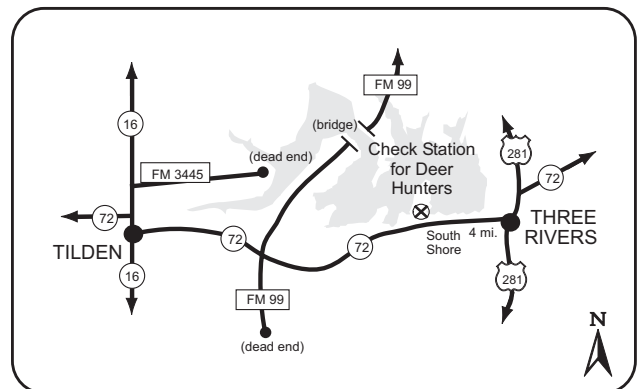 FM 99
16
(bridge)
Check Station
for Deer
Hunters
281
(dead end)
FM 3445
72
72
TILDEN
72
72
South
Shore
4 mi.
THREE
RIVERS
16
FM 99
281
(dead end)
N